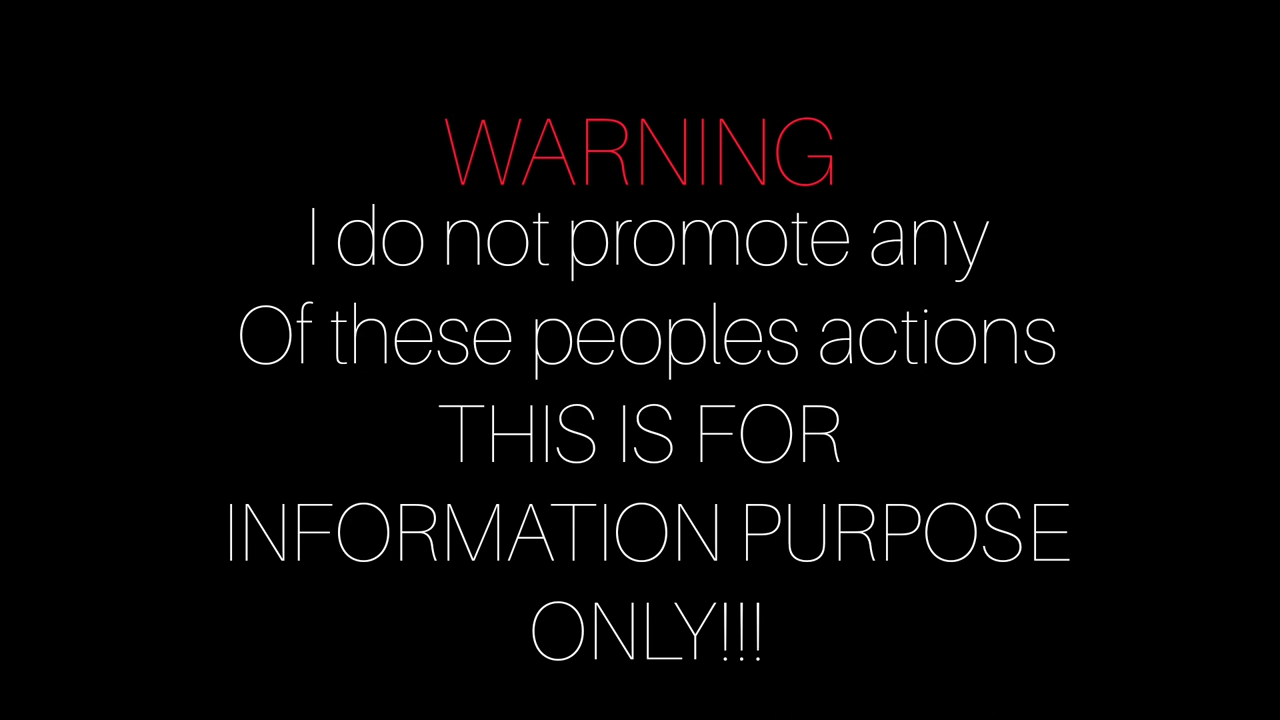 WARNING
I do not promote any
Of these peoples actions
THIS IS FOR
INFORMATION PURPOSE
ONLY!!!